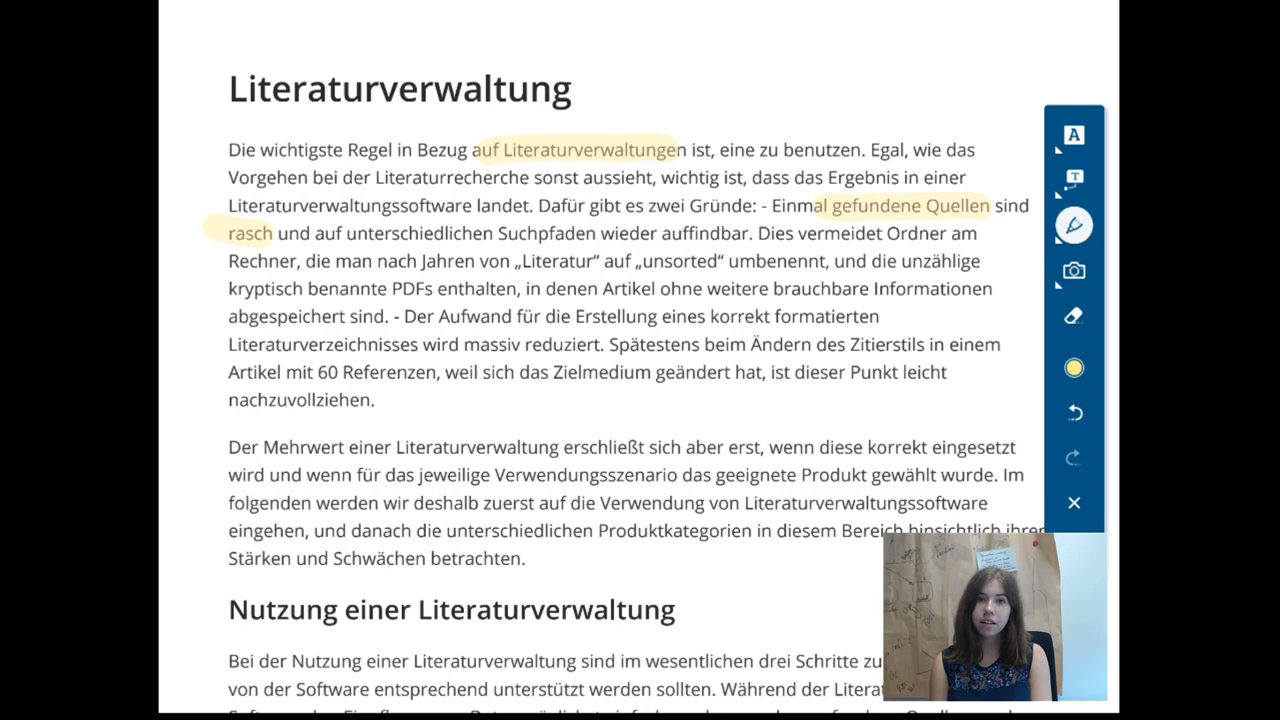 Literaturverwaltung
Die wichtigste Regel in Bezug auf Literaturverwaltungen ist, eine zu benutzen. Egal, wie das
Vorgehen bei der Literaturrecherche sonst aussieht, wichtig ist, dass das Ergebnis in einer
Literaturverwaltungssoftware landet. Dafür gibt es zwei Gründe: - Einmal gefundene Quellen sind
rasch und auf unterschiedlichen Suchpfaden wieder auffindbar. Dies vermeidet Ordner am
Rechner, die man nach Jahren von „Literatur“ auf „unsorted“ umbenennt, und die unzählige
kryptisch benannte PDFs enthalten, in denen Artikel ohne weitere brauchbare Informationen
abgespeichert sind. - Der Aufwand für die Erstellung eines korrekt formatierten
Literaturverzeichnisses wird massiv reduziert. Spätestens beim Ändern des Zitierstils in einem
Artikel mit 60 Referenzen, weil sich das Zielmedium geändert hat, ist dieser Punkt leicht
nachzuvollziehen.
Der Mehrwert einer Literaturverwaltung erschließt sich aber erst, wenn diese korrekt eingesetzt
wird und wenn für das jeweilige Verwendungsszenario das geeignete Produkt gewählt wurde. Im
folgenden werden wir deshalb zuerst auf die Verwendung von Literaturverwaltungssoftware
eingehen, und danach die unterschiedlichen Produktkategorien in diesem Bereich hinsichtlich ihrer
Stärken und Schwächen betrachten.
Nutzung einer Literaturverwaltung
Bei der Nutzung einer Literaturverwaltung sind im wesentlichen drei Schritte zu
von der Software entsprechend unterstützt werden sollten. Während der
A
T